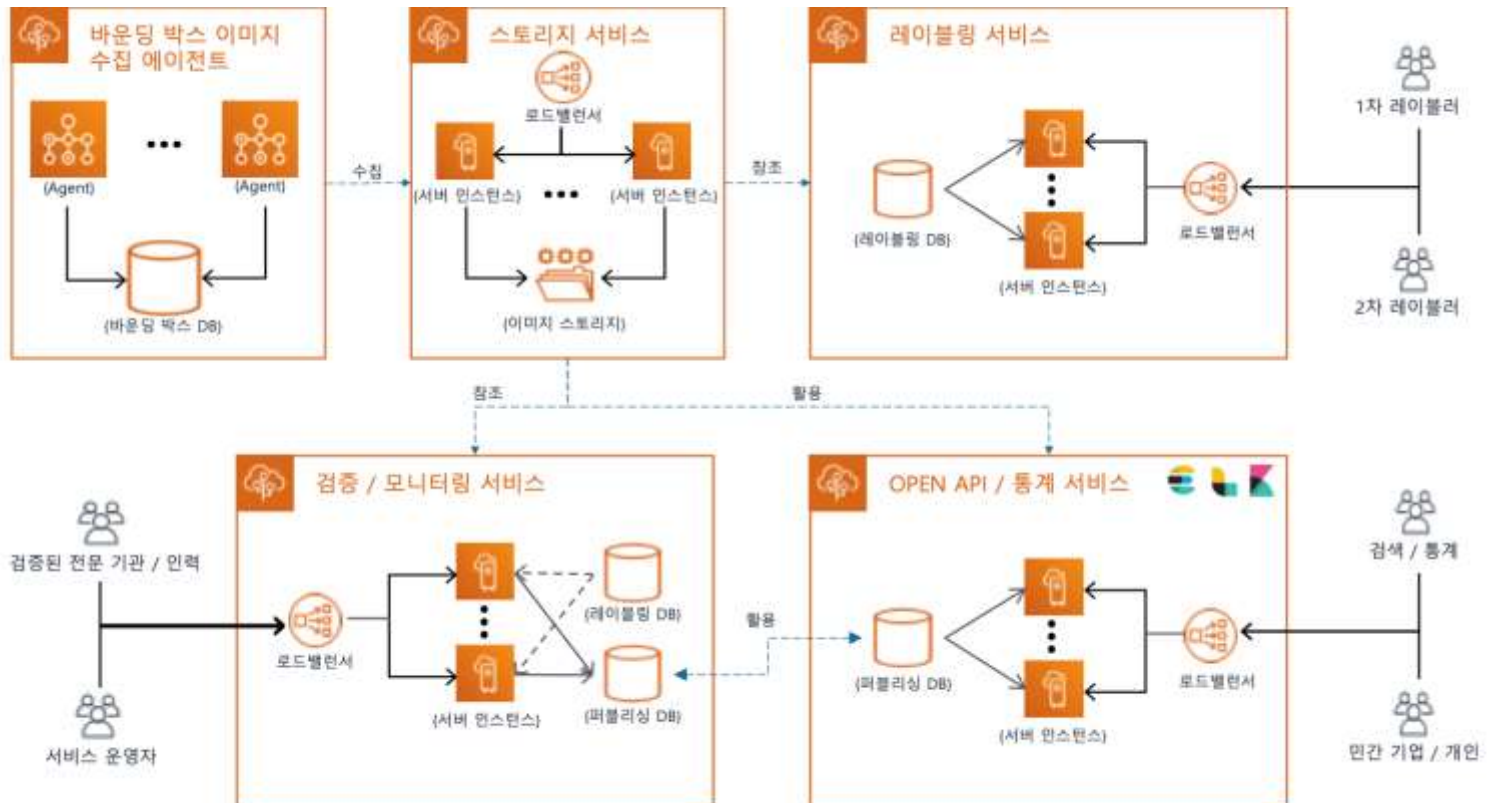 바운딩 박스 이미지
수집 에이전트
(Agent)
(Agent)
(바운딩 박스 DB)
수집
스토리지 서비스
로드밸런서
(서버 인스턴스)
(서버 인스턴스)
(이미지 스토리지)
참조
레이블링 서비스
(레이블링 DB)
(서버 인스턴스)
로드밸런서
1차 레이블러
2차 레이블러
참조
활용
검증된 전문 기관 / 인력
서비스 운영자
검증 / 모니터링 서비스
로드밸런서
(서버 인스턴스)
(레이블링 DB)
(퍼블리싱 DB)
활용
OPEN API / 통계 서비스
(퍼블리싱 DB)
(서버 인스턴스)
로드밸런서
검색 / 통계
민간 기업 / 개인